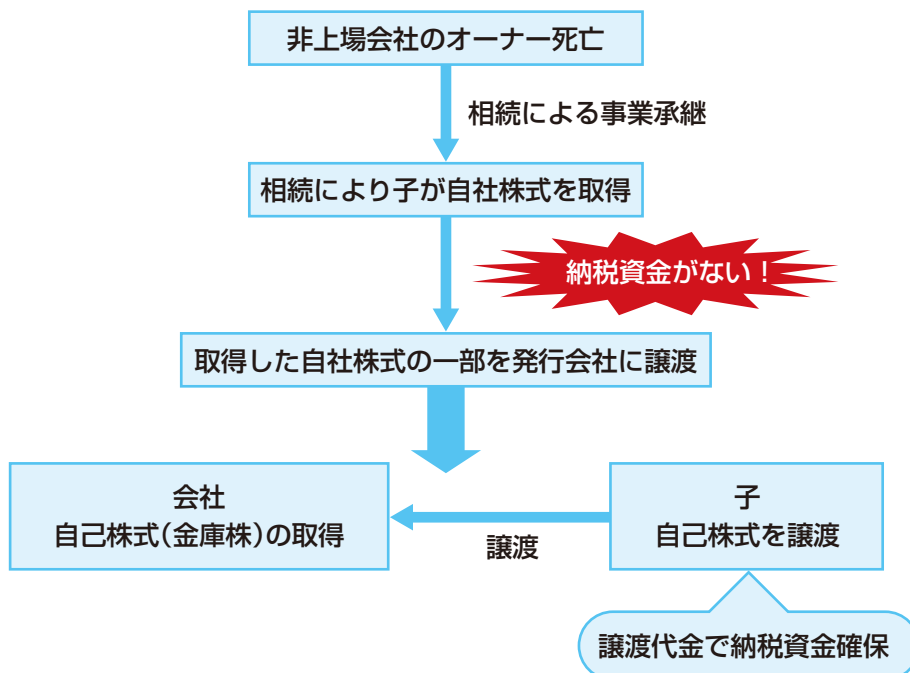 非上場会社のオーナー死亡
相続による事業承継
相続により子が自社株式を取得
納税資金がない！
取得した自社株式の一部を発行会社に譲渡
会社
自己株式（金庫株）の取得
譲渡
子
自己株式を譲渡
譲渡代金で納税資金確保